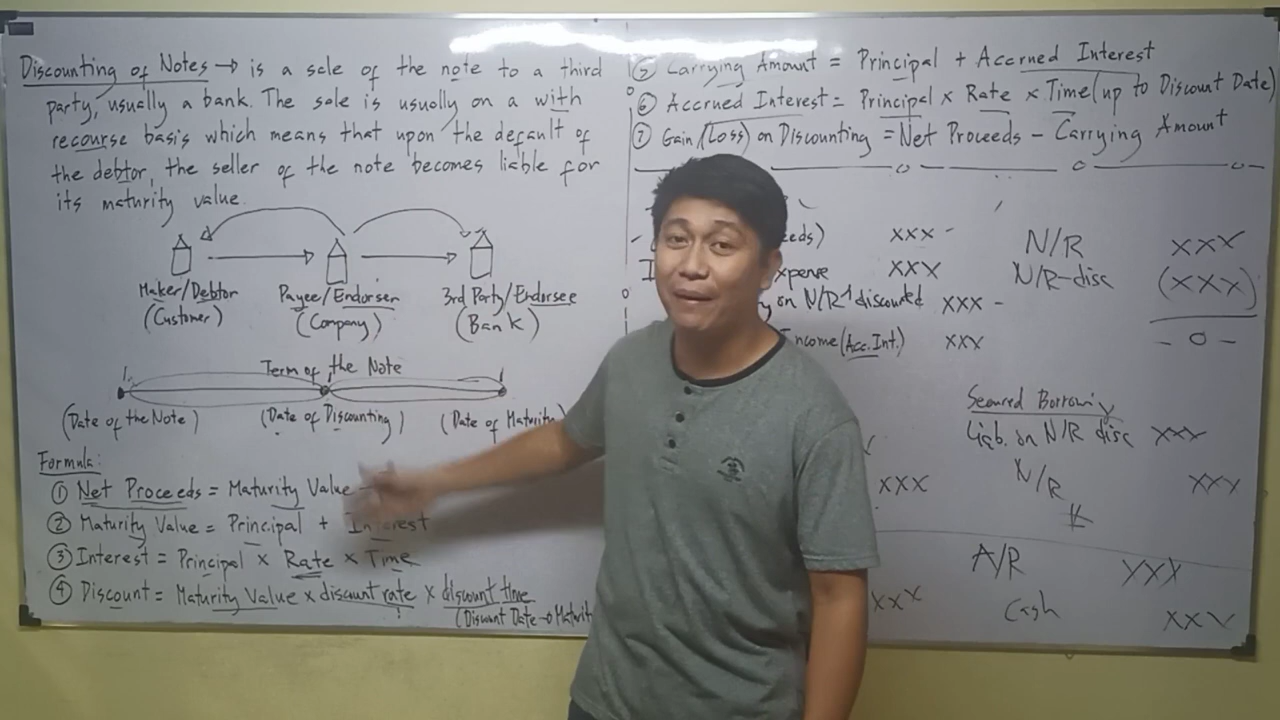 Discounting of Notes → is a sale of the note to a third
party, usually a bank. The sale is usually on a with
recourse basis which means that upon the default of
the debtor, the seller of the note becomes liable for
its maturity value.
Maker/Debtor
(Customer)
Payee/Endorser
(Company)
3rd Party/Endorsee
(Bank)
Term of the Note
(Date of the Note)
(Date of Discounting)
(Date of Maturity)
Formula:
① Net Proceeds = Maturity Value
② Maturity Value = Principal + Interest
③ Interest = Principal x Rate x Time
④ Discount = Maturity Value x discount rate x discount time
(Discount Date → Maturit
⑤ Carrying Amount = Principal + Accrued Interest
⑥ Accrued Interest = Principal x Rate x Time (up to Discount Date)
⑦ Gain (Loss) on Discounting = Net Proceeds - Carrying Amount
eeds) xxx
xpense xxx
y on N/R discounted xxx
Income (Acc. Int.) xxx
xxx
xxx
N/R xxx
N/R-disc (xxx)
- 0 -
Secured Borrowing
Liab. on N/R disc xxx
N/R xxx
A/R xxx
Cash xxx